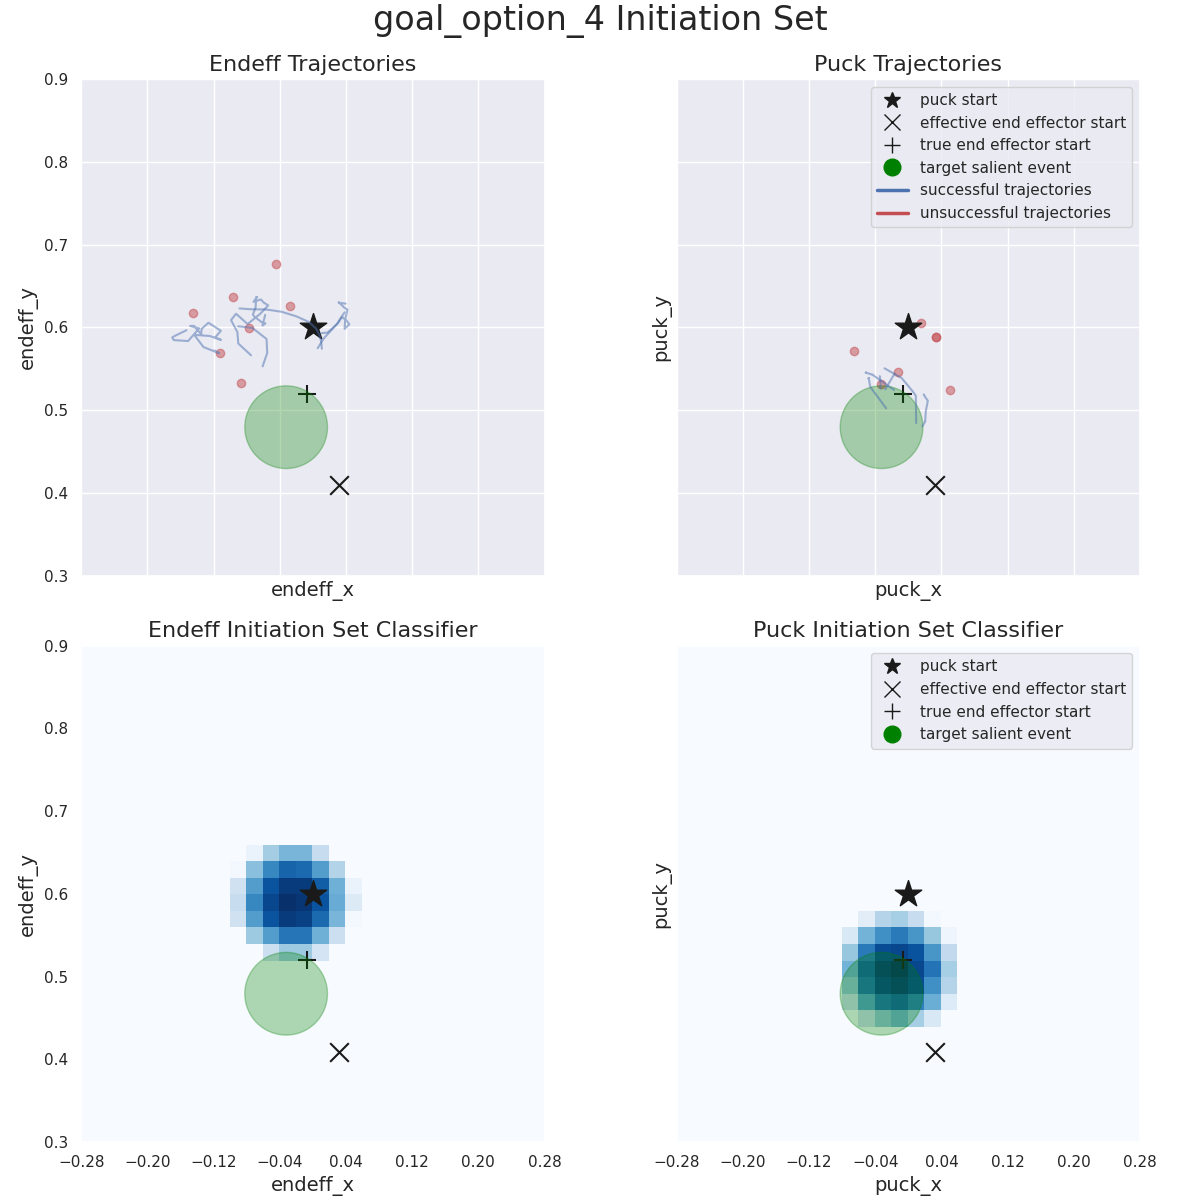 goal_option_4 Initiation Set
Endeff Trajectories
endeff_y
0.9
0.8
0.7
0.6
0.5
0.4
0.3
endeff_x
Puck Trajectories
puck_y
puck start
effective end effector start
true end effector start
target salient event
successful trajectories
unsuccessful trajectories
puck_x
Endeff Initiation Set Classifier
endeff_y
0.9
0.8
0.7
0.6
0.5
0.4
0.3
−0.28 −0.20 −0.12 −0.04 0.04 0.12 0.20 0.28
endeff_x
Puck Initiation Set Classifier
puck_y
puck start
effective end effector start
true end effector start
target salient event
−0.28 −0.20 −0.12 −0.04 0.04 0.12 0.20 0.28
puck_x